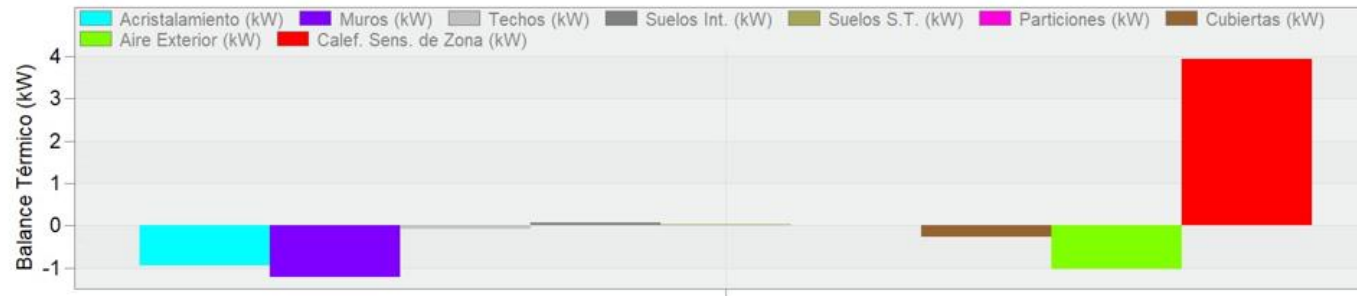 Acristalamiento (kW) Muros (kW) Techos (kW) Suelos Int. (kW) Suelos S.T. (kW) Particiones (kW) Cubiertas (kW)
Aire Exterior (kW) Calef. Sens. de Zona (kW)
Balance Térmico (kW)
4
3
2
1
0
-1